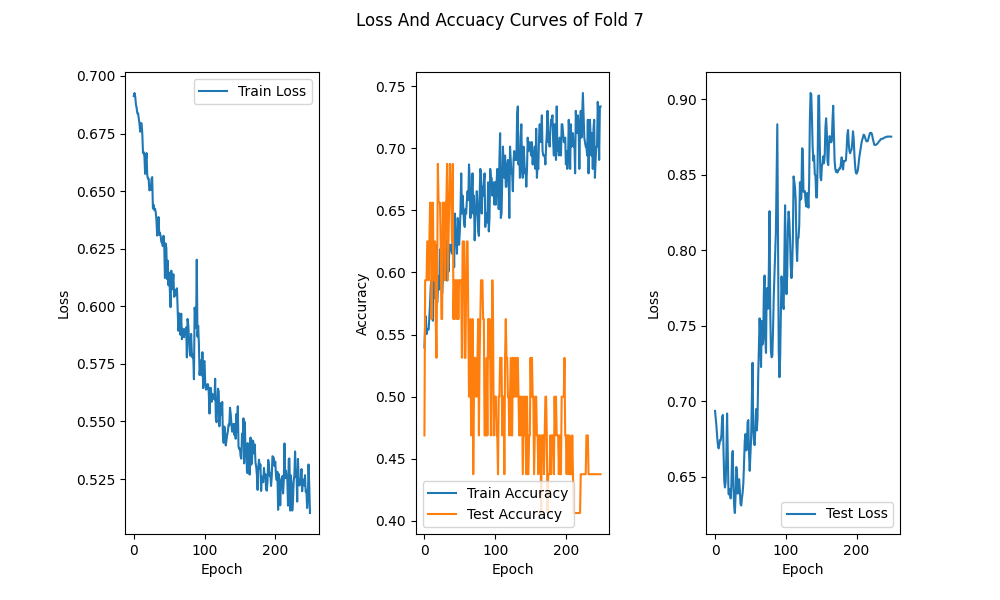 Loss And Accuacy Curves of Fold 7
Loss
0.700
0.675
0.650
0.625
0.600
0.575
0.550
0.525
Train Loss
0
100
200
Epoch
Accuracy
0.75
0.70
0.65
0.60
0.55
0.50
0.45
0.40
Train Accuracy
Test Accuracy
0
100
200
Epoch
Loss
0.90
0.85
0.80
0.75
0.70
0.65
Test Loss
0
100
200
Epoch